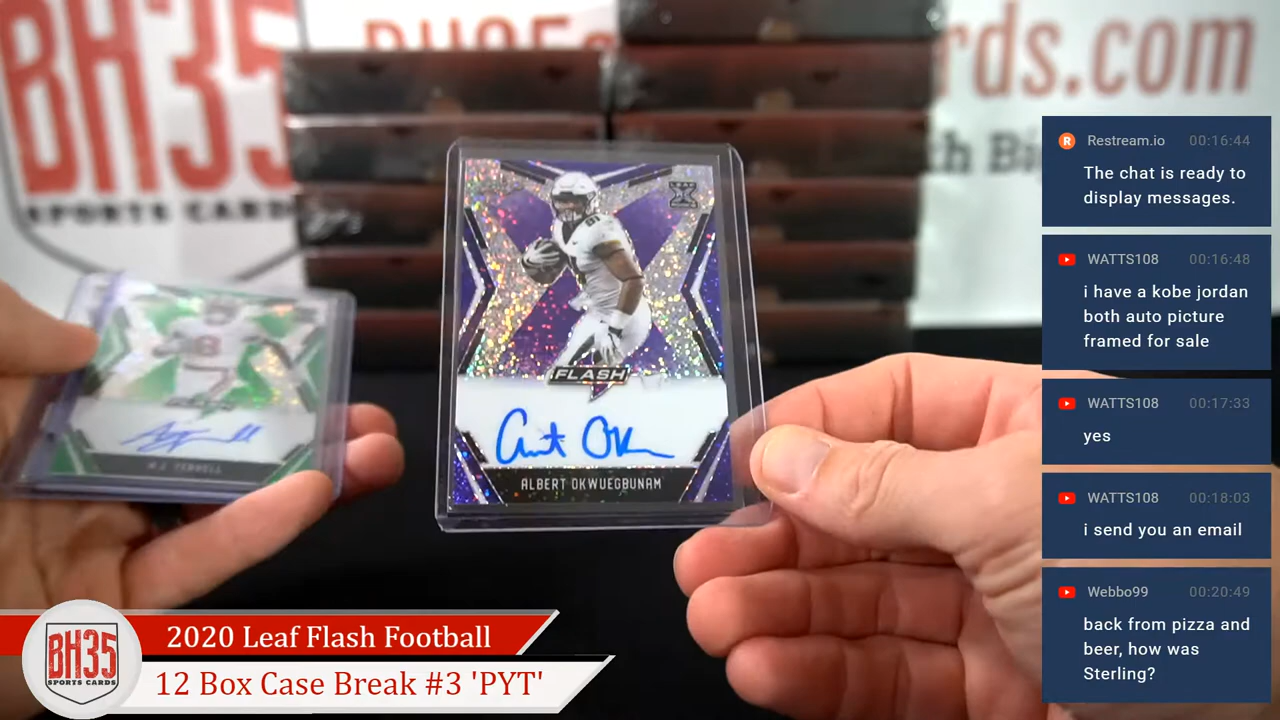 BH35
SPORTS CARDS
rds.com
LEAF
FLASH
ALBERT OKWUEGBUNAM
A.J. TERRELL
Restream.io 00:16:44
The chat is ready to
display messages.
WATTS108 00:16:48
i have a kobe jordan
both auto picture
framed for sale
WATTS108 00:17:33
yes
WATTS108 00:18:03
i send you an email
Webbo99 00:20:49
back from pizza and
beer, how was
Sterling?
BH35
SPORTS CARDS
2020 Leaf Flash Football
12 Box Case Break #3 'PYT'